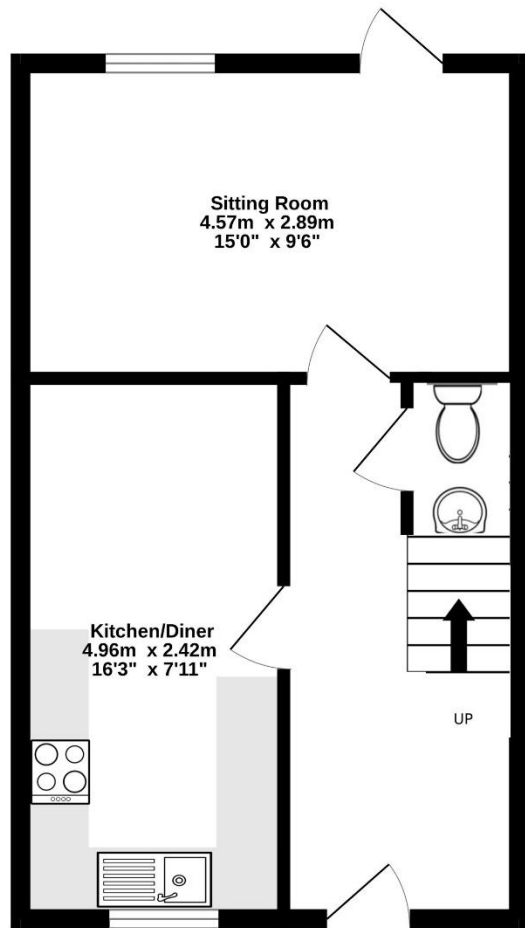 Sitting Room
4.57m x 2.89m
15'0" x 9'6"
Kitchen/Diner
4.96m x 2.42m
16'3" x 7'11"
UP